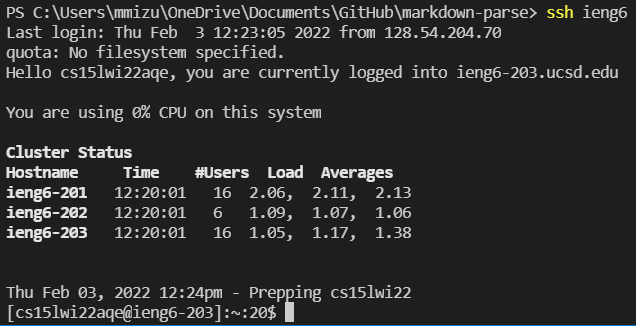 PS C:\Users\mmizu\OneDrive\Documents\GitHub\markdown-parse> ssh ieng6
Last login: Thu Feb  3 12:23:05 2022 from 128.54.204.70
quota: No filesystem specified.
Hello cs15lwi22aqe, you are currently logged into ieng6-203.ucsd.edu
You are using 0% CPU on this system
Cluster Status
Hostname     Time    #Users  Load  Averages
ieng6-201   12:20:01   16  2.06,  2.11,  2.13
ieng6-202   12:20:01   6   1.09,  1.07,  1.06
ieng6-203   12:20:01   16  1.05,  1.17,  1.38
Thu Feb 03, 2022 12:24pm - Prepping cs15lwi22
[cs15lwi22aqe@ieng6-203]:~:20$